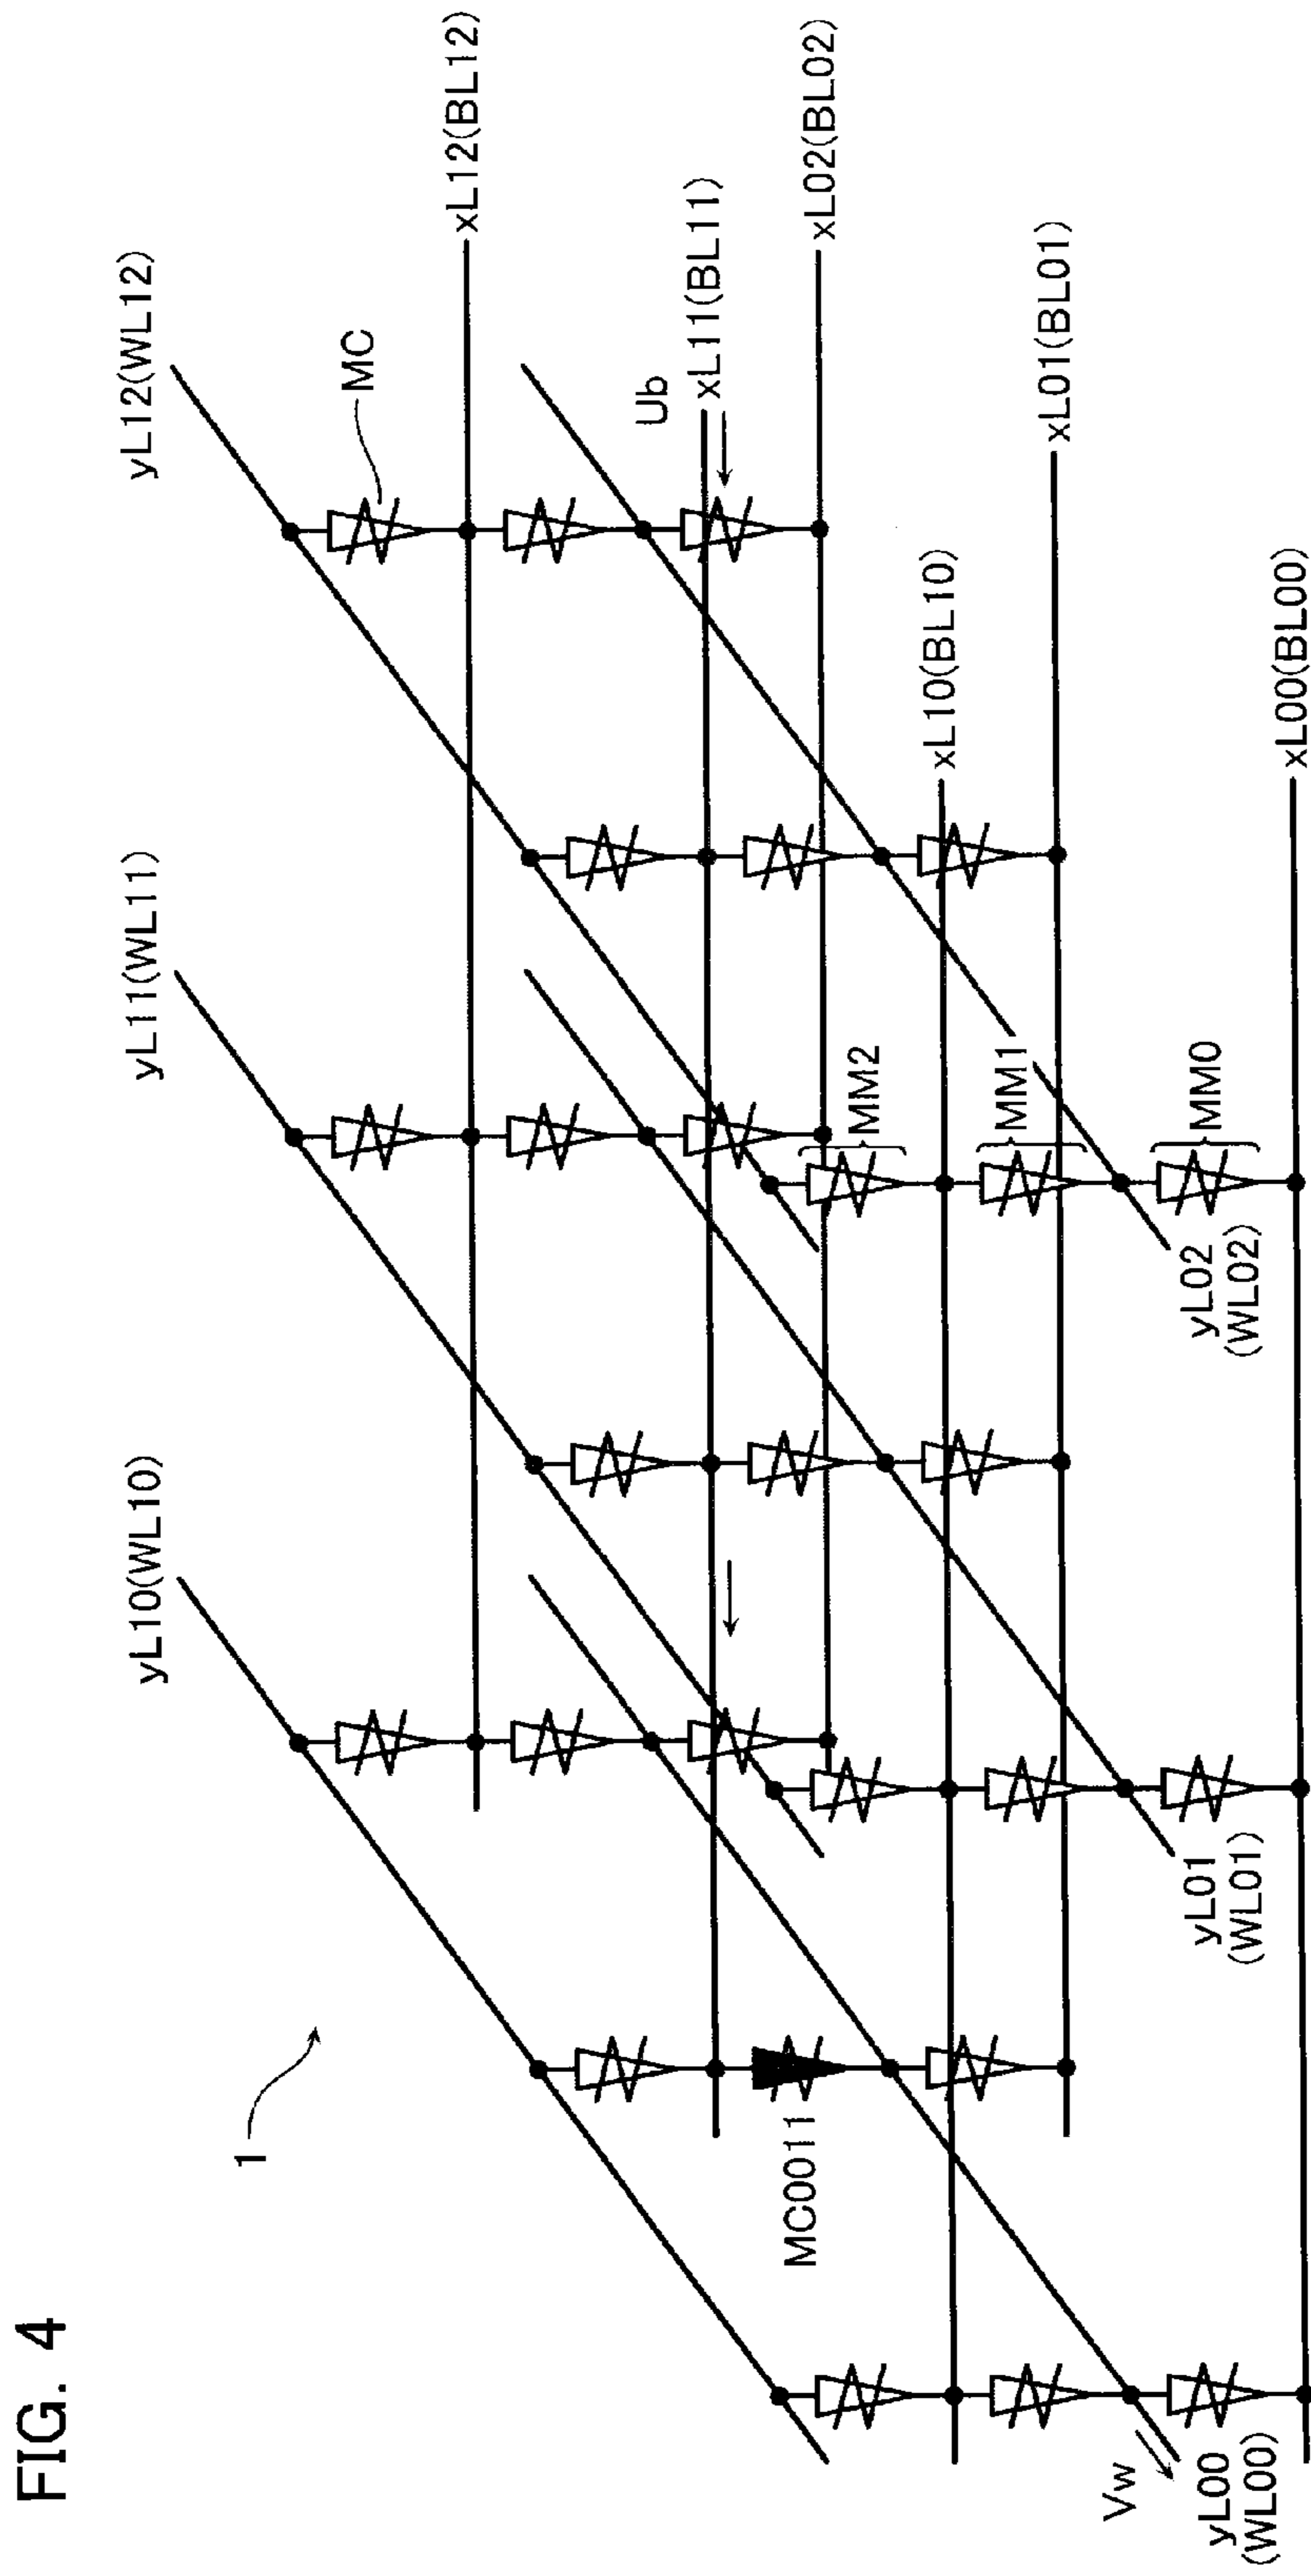 FIG. 4
1
yL10(WL10)
yL11(WL11)
yL12(WL12)
MC
xL12(BL12)
Ub
xL11(BL11)
xL02(BL02)
MC0011
MM2
xL10(BL10)
MM1
xL01(BL01)
MM0
Vw
yL00
(WL00)
yL01
(WL01)
yL02
(WL02)
xL00(BL00)